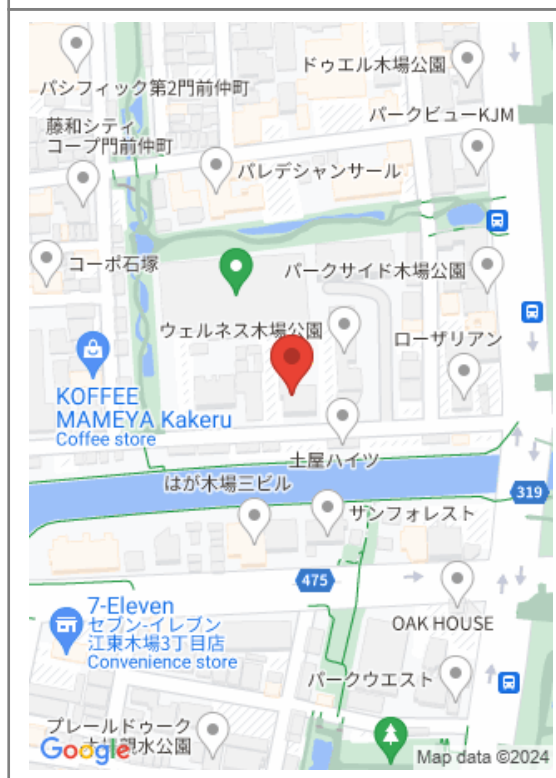 ドゥエル木場公園
パシフィック第2門前仲町
パークビューKJM
藤和シティ
コープ門前仲町
パレデシャンサール
コーポ石塚
パークサイド木場公園
ウェルネス木場公園
ローザリアン
KOFFEE
MAMEYA Kakeru
Coffee store
土屋ハイツ
はが木場三ビル
319
サンフォレスト
475
7-Eleven
セブン-イレブン
江東木場3丁目店
Convenience store
OAK HOUSE
パークウエスト
プレールドゥーク
親水公園
Google
Map data ©2024